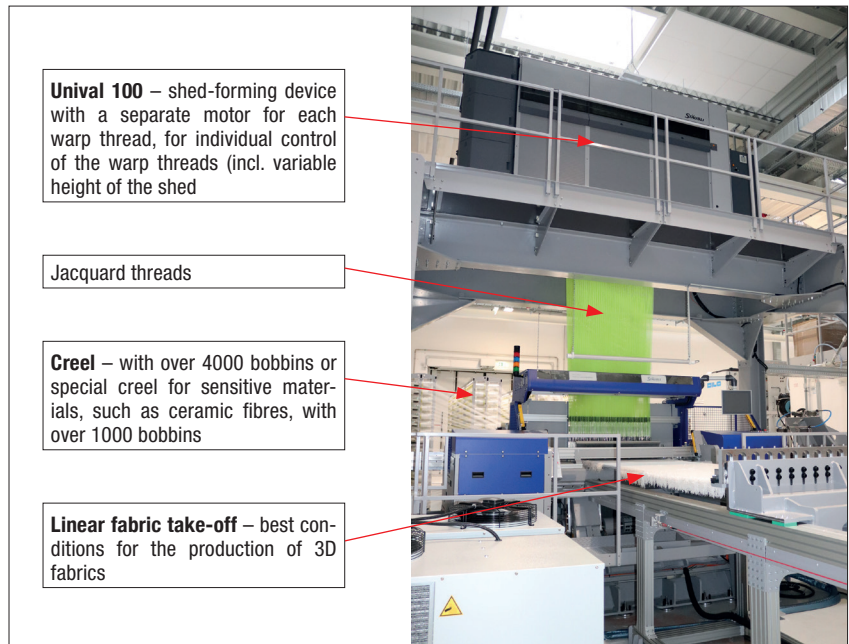 Unival 100 – shed-forming device
with a separate motor for each
warp thread, for individual control
of the warp threads (incl. variable
height of the shed
Jacquard threads
Creel – with over 4000 bobbins or
special creel for sensitive mater-
ials, such as ceramic fibres, with
over 1000 bobbins
Linear fabric take-off – best con-
ditions for the production of 3D
fabrics